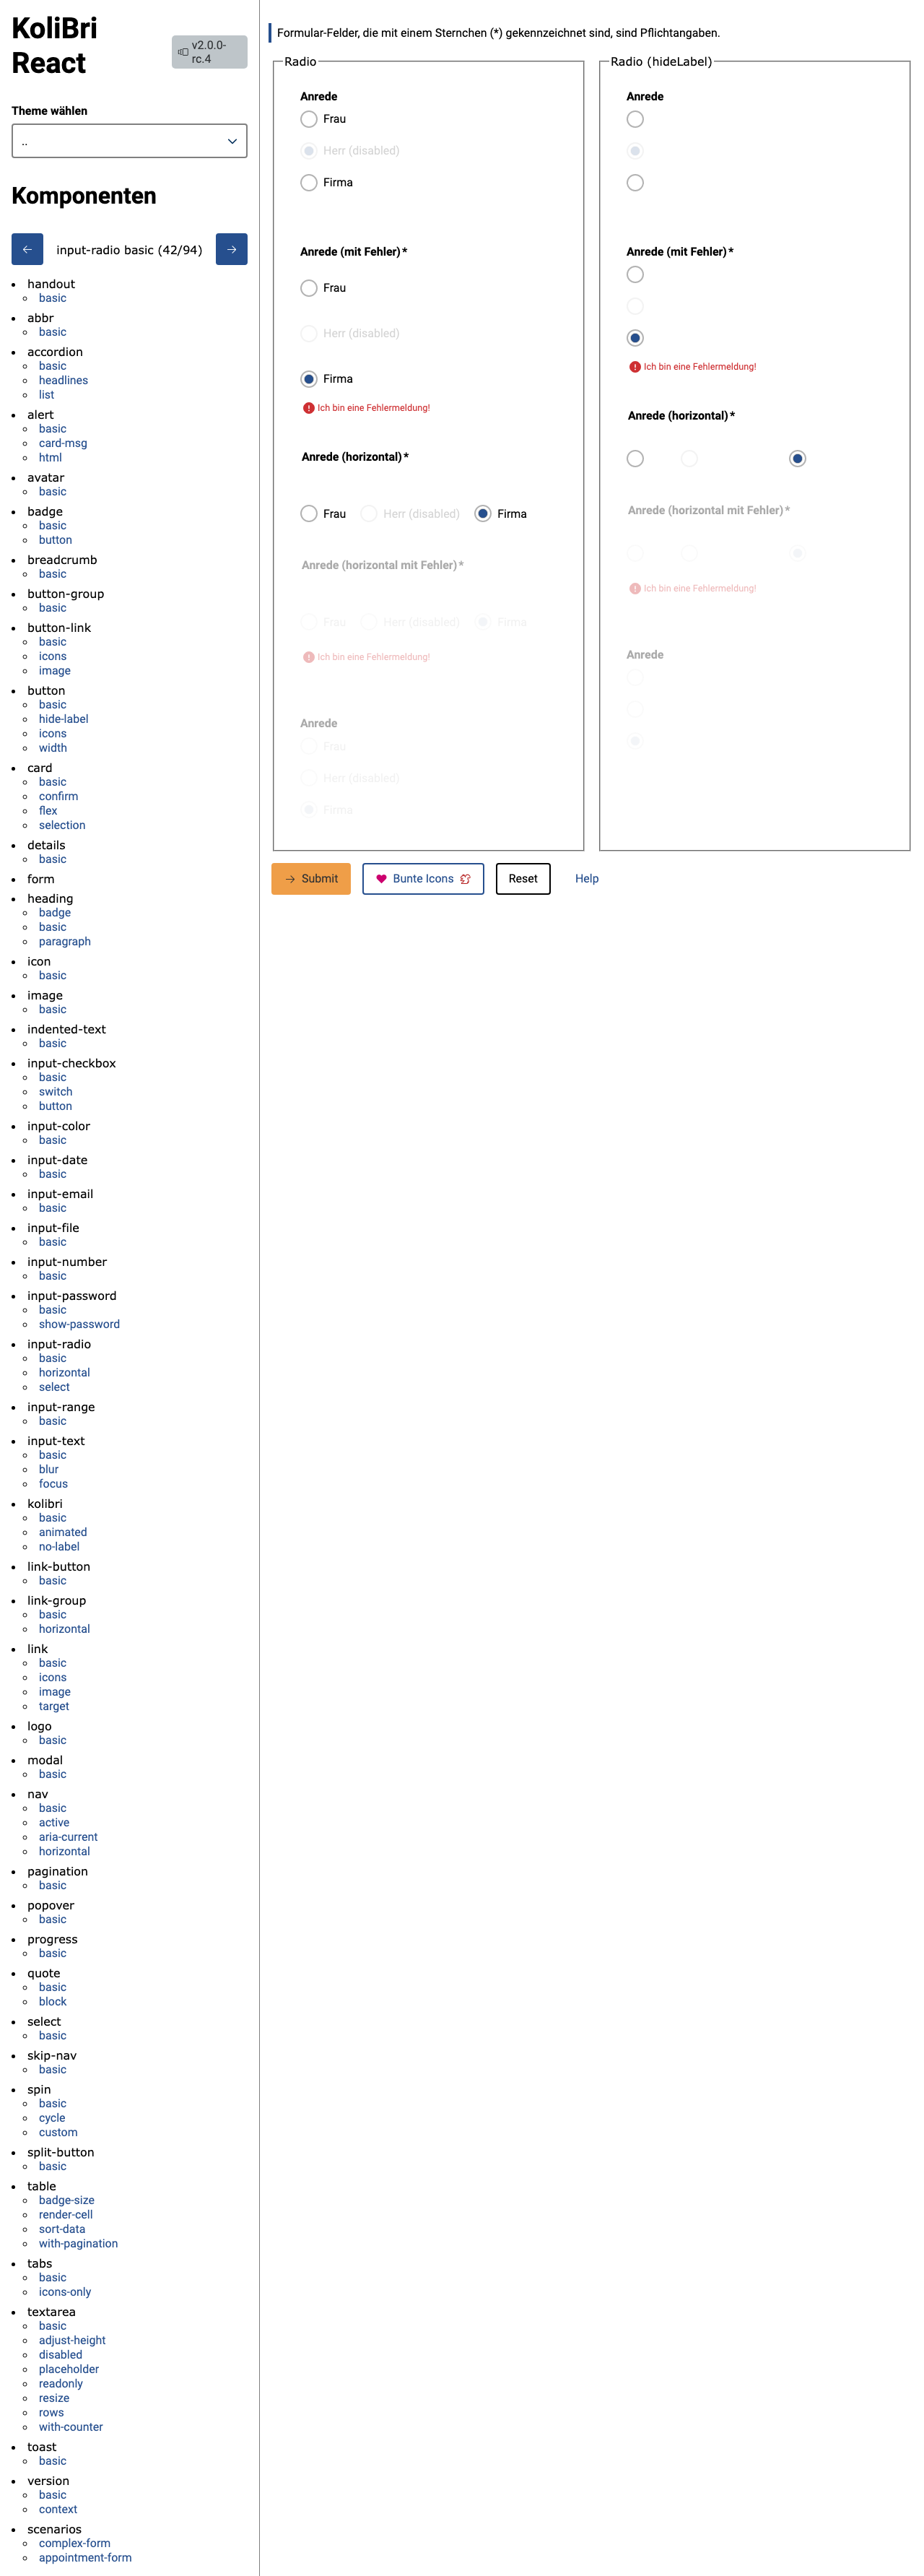 KoliBri
React
v2.0.0-
rc.4
Theme wählen
..
Komponenten
← input-radio basic (42/94) →
handout
basic
abbr
basic
accordion
basic
headlines
list
alert
basic
card-msg
html
avatar
basic
badge
basic
button
breadcrumb
basic
button-group
basic
button-link
basic
icons
image
button
basic
hide-label
icons
width
card
basic
confirm
flex
selection
details
basic
form
heading
badge
basic
paragraph
icon
basic
image
basic
indented-text
basic
input-checkbox
basic
switch
button
input-color
basic
input-date
basic
input-email
basic
input-file
basic
input-number
basic
input-password
basic
show-password
input-radio
basic
horizontal
select
input-range
basic
input-text
basic
blur
focus
kolibri
basic
animated
no-label
link-button
basic
link-group
basic
horizontal
link
basic
icons
image
target
logo
basic
modal
basic
nav
basic
active
aria-current
horizontal
pagination
basic
popover
basic
progress
basic
quote
basic
block
select
basic
skip-nav
basic
spin
basic
cycle
custom
split-button
basic
table
badge-size
render-cell
sort-data
with-pagination
tabs
basic
icons-only
textarea
basic
adjust-height
disabled
placeholder
readonly
resize
rows
with-counter
toast
basic
version
basic
context
scenarios
complex-form
appointment-form
Formular-Felder, die mit einem Sternchen (*) gekennzeichnet sind, sind Pflichtangaben.
Radio
Anrede
Frau
Herr (disabled)
Firma
Anrede (mit Fehler)*
Frau
Herr (disabled)
Firma
Ich bin eine Fehlermeldung!
Anrede (horizontal)*
Frau Herr (disabled) Firma
Anrede (horizontal mit Fehler)*
Frau Herr (disabled) Firma
Ich bin eine Fehlermeldung!
Anrede
Frau
Herr (disabled)
Firma
Radio (hideLabel)
Anrede
Anrede (mit Fehler)*
Ich bin eine Fehlermeldung!
Anrede (horizontal)*
Anrede (horizontal mit Fehler)*
Ich bin eine Fehlermeldung!
Anrede
→ Submit Bunte Icons Reset Help